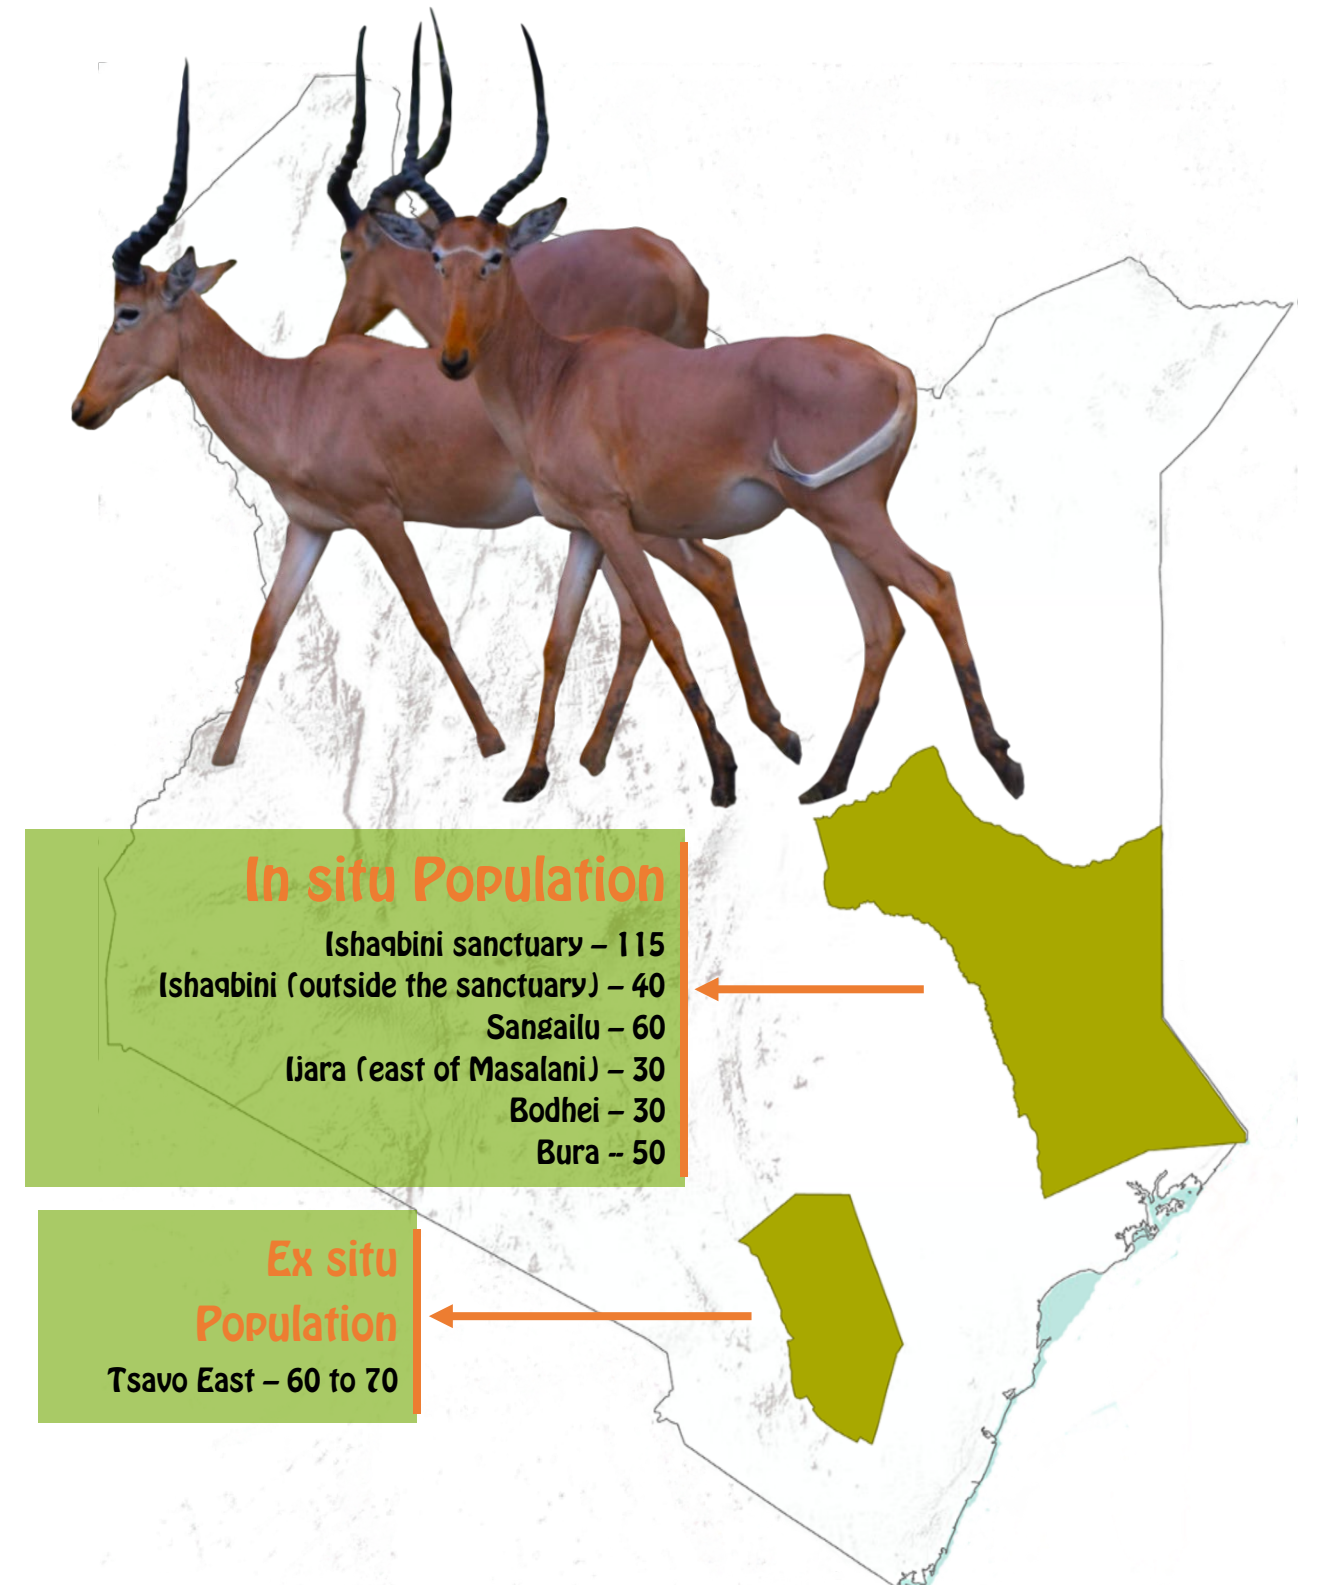 In situ Population
Ishaqbini sanctuary – 115
Ishaqbini (outside the sanctuary) – 40
Sangailu – 60
Ijara (east of Masalani) – 30
Bodhei – 30
Bura -- 50
Ex situ
Population
Tsavo East – 60 to 70